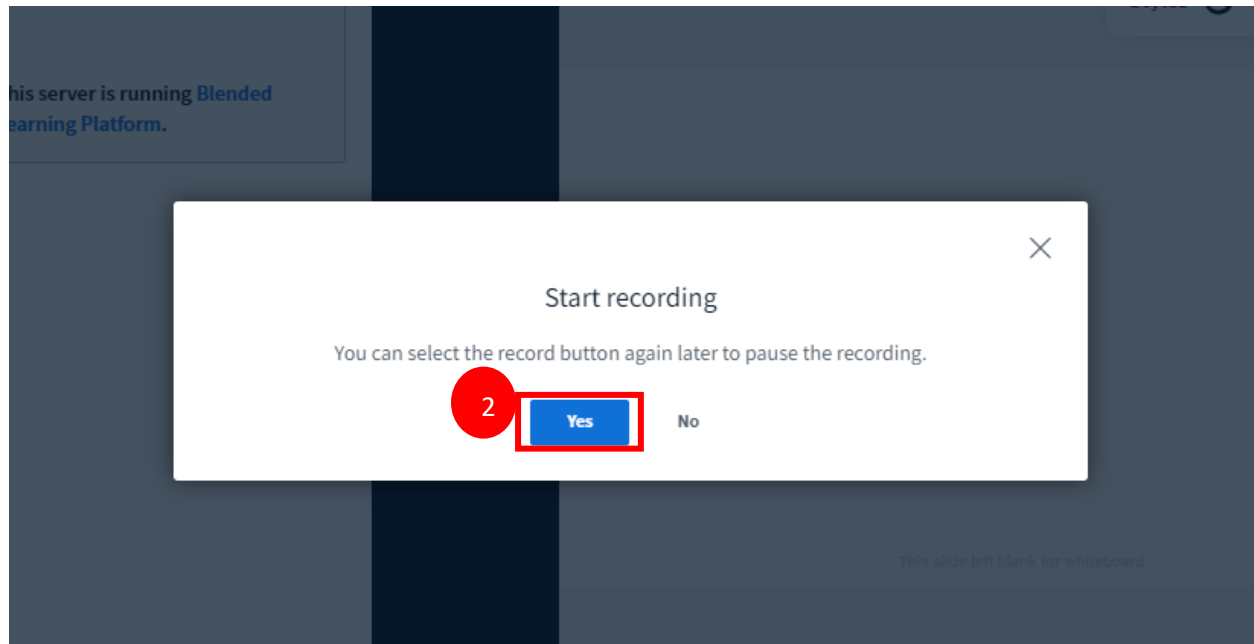 his server is running Blended
earning Platform.
Start recording
You can select the record button again later to pause the recording.
2
Yes No
This slide left blank for whiteboard